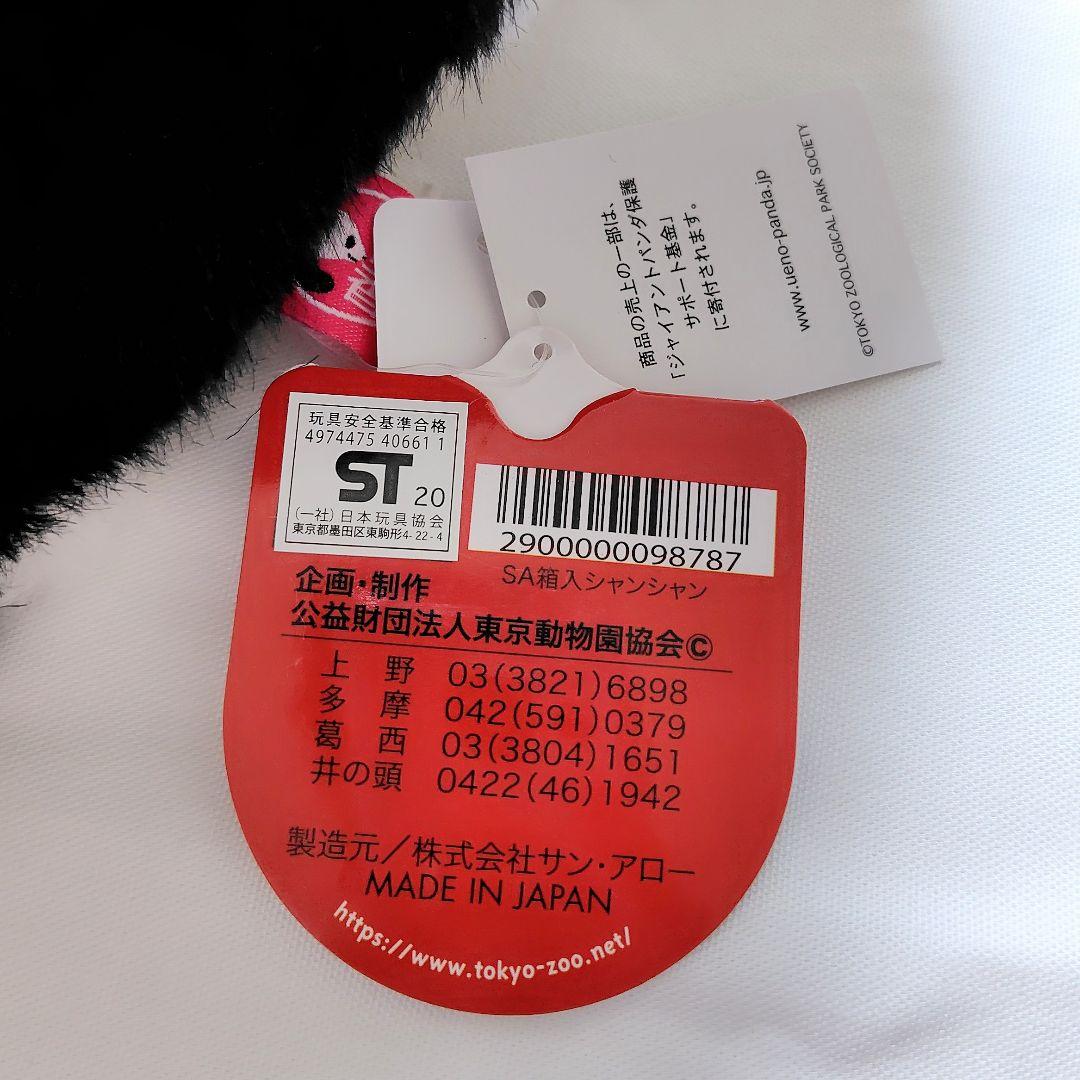 商品の売上の一部は、
「ジャイアントパンダ保護
サポート基金」
に寄付されます。
www.ueno-panda.jp
©TOKYO ZOOLOGICAL PARK SOCIETY
玩具安全基準合格
4974475 40661 1
ST 20
(一社)日本玩具協会
東京都墨田区東駒形4-22-4
2900000098787
SA箱入シャンシャン
企画・制作
公益財団法人東京動物園協会©
上 野 03(3821)6898
多 摩 042(591)0379
葛 西 03(3804)1651
井の頭 0422(46)1942
製造元/株式会社サン・アロー
MADE IN JAPAN
https://www.tokyo-zoo.net/